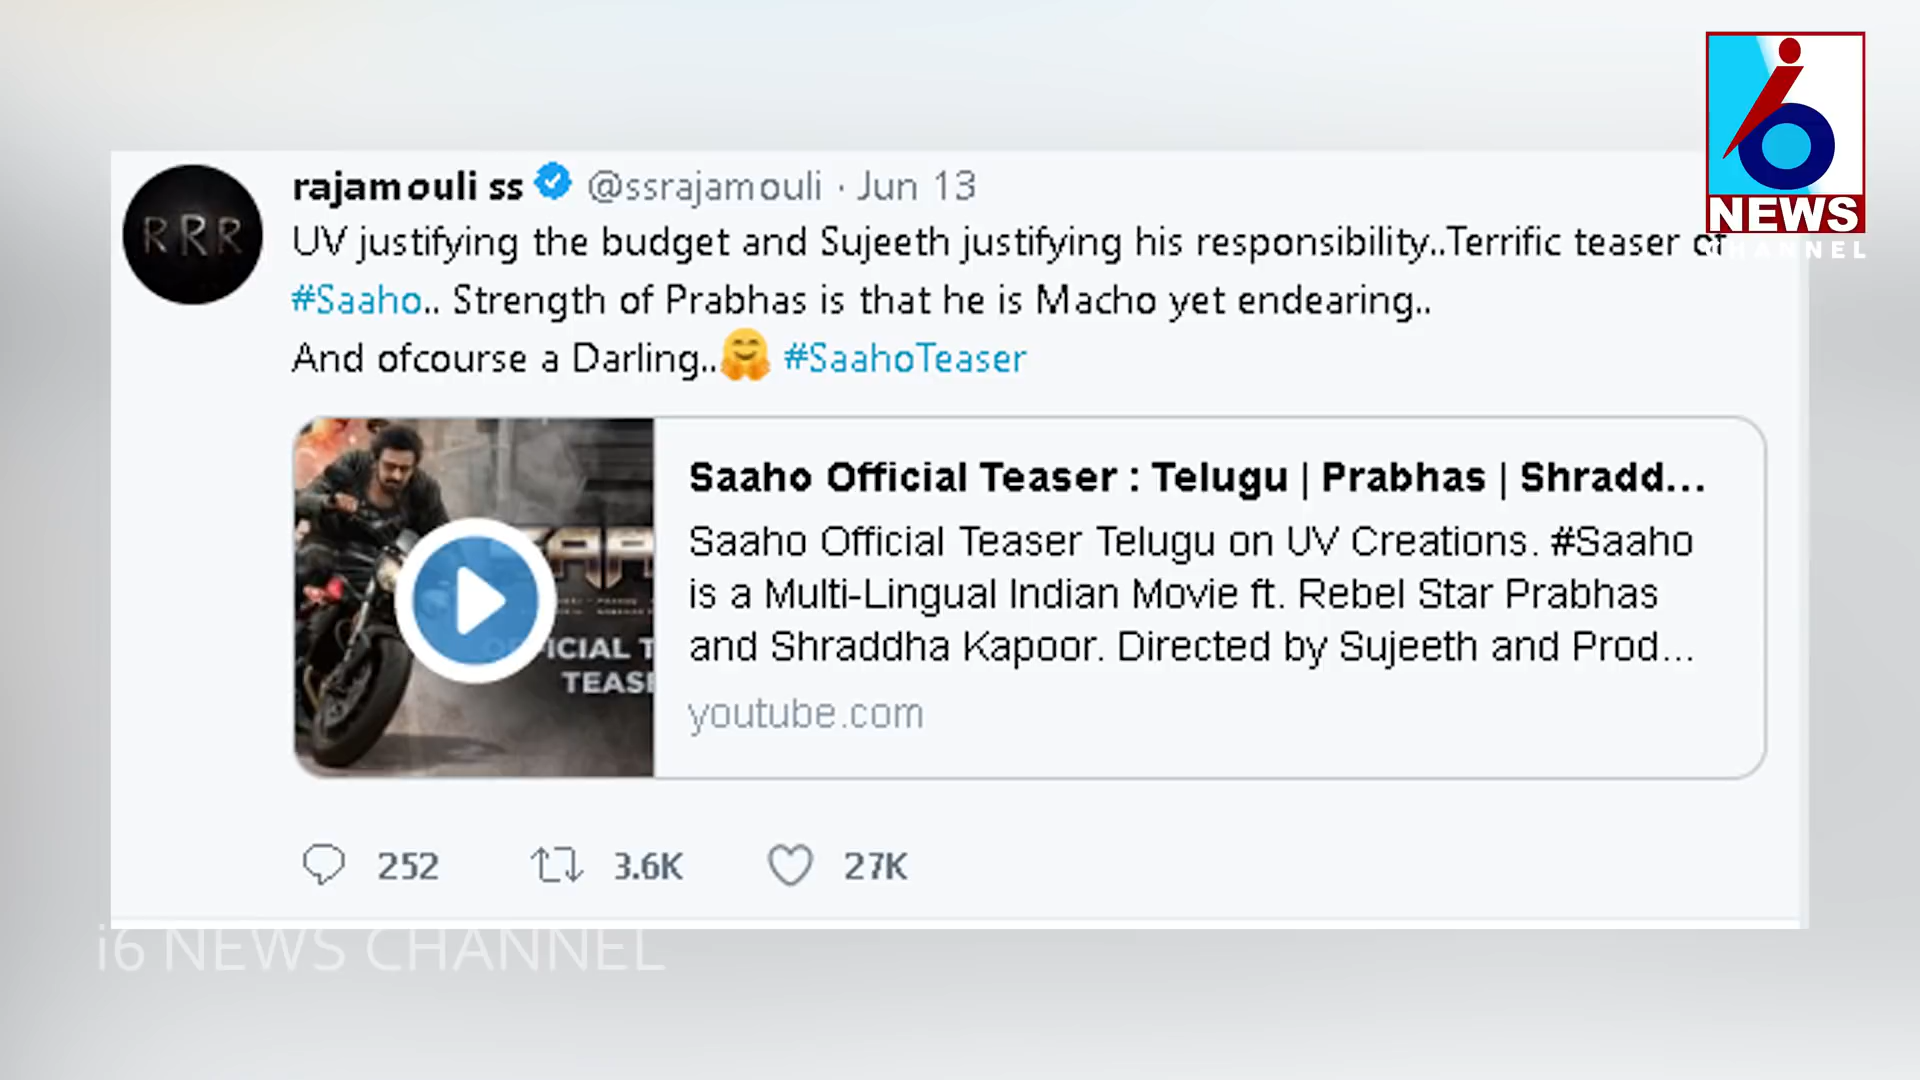 rajamouli ss @ssrajamouli · Jun 13
UV justifying the budget and Sujeeth justifying his responsibility..Terrific teaser of
#Saaho.. Strength of Prabhas is that he is Macho yet endearing..
And ofcourse a Darling..🤗 #SaahoTeaser
RRR
Saaho Official Teaser : Telugu | Prabhas | Shradd...
Saaho Official Teaser Telugu on UV Creations. #Saaho
is a Multi-Lingual Indian Movie ft. Rebel Star Prabhas
and Shraddha Kapoor. Directed by Sujeeth and Prod...
youtube.com
252 3.6K 27K
i6
NEWS
CHANNEL
i6 NEWS CHANNEL